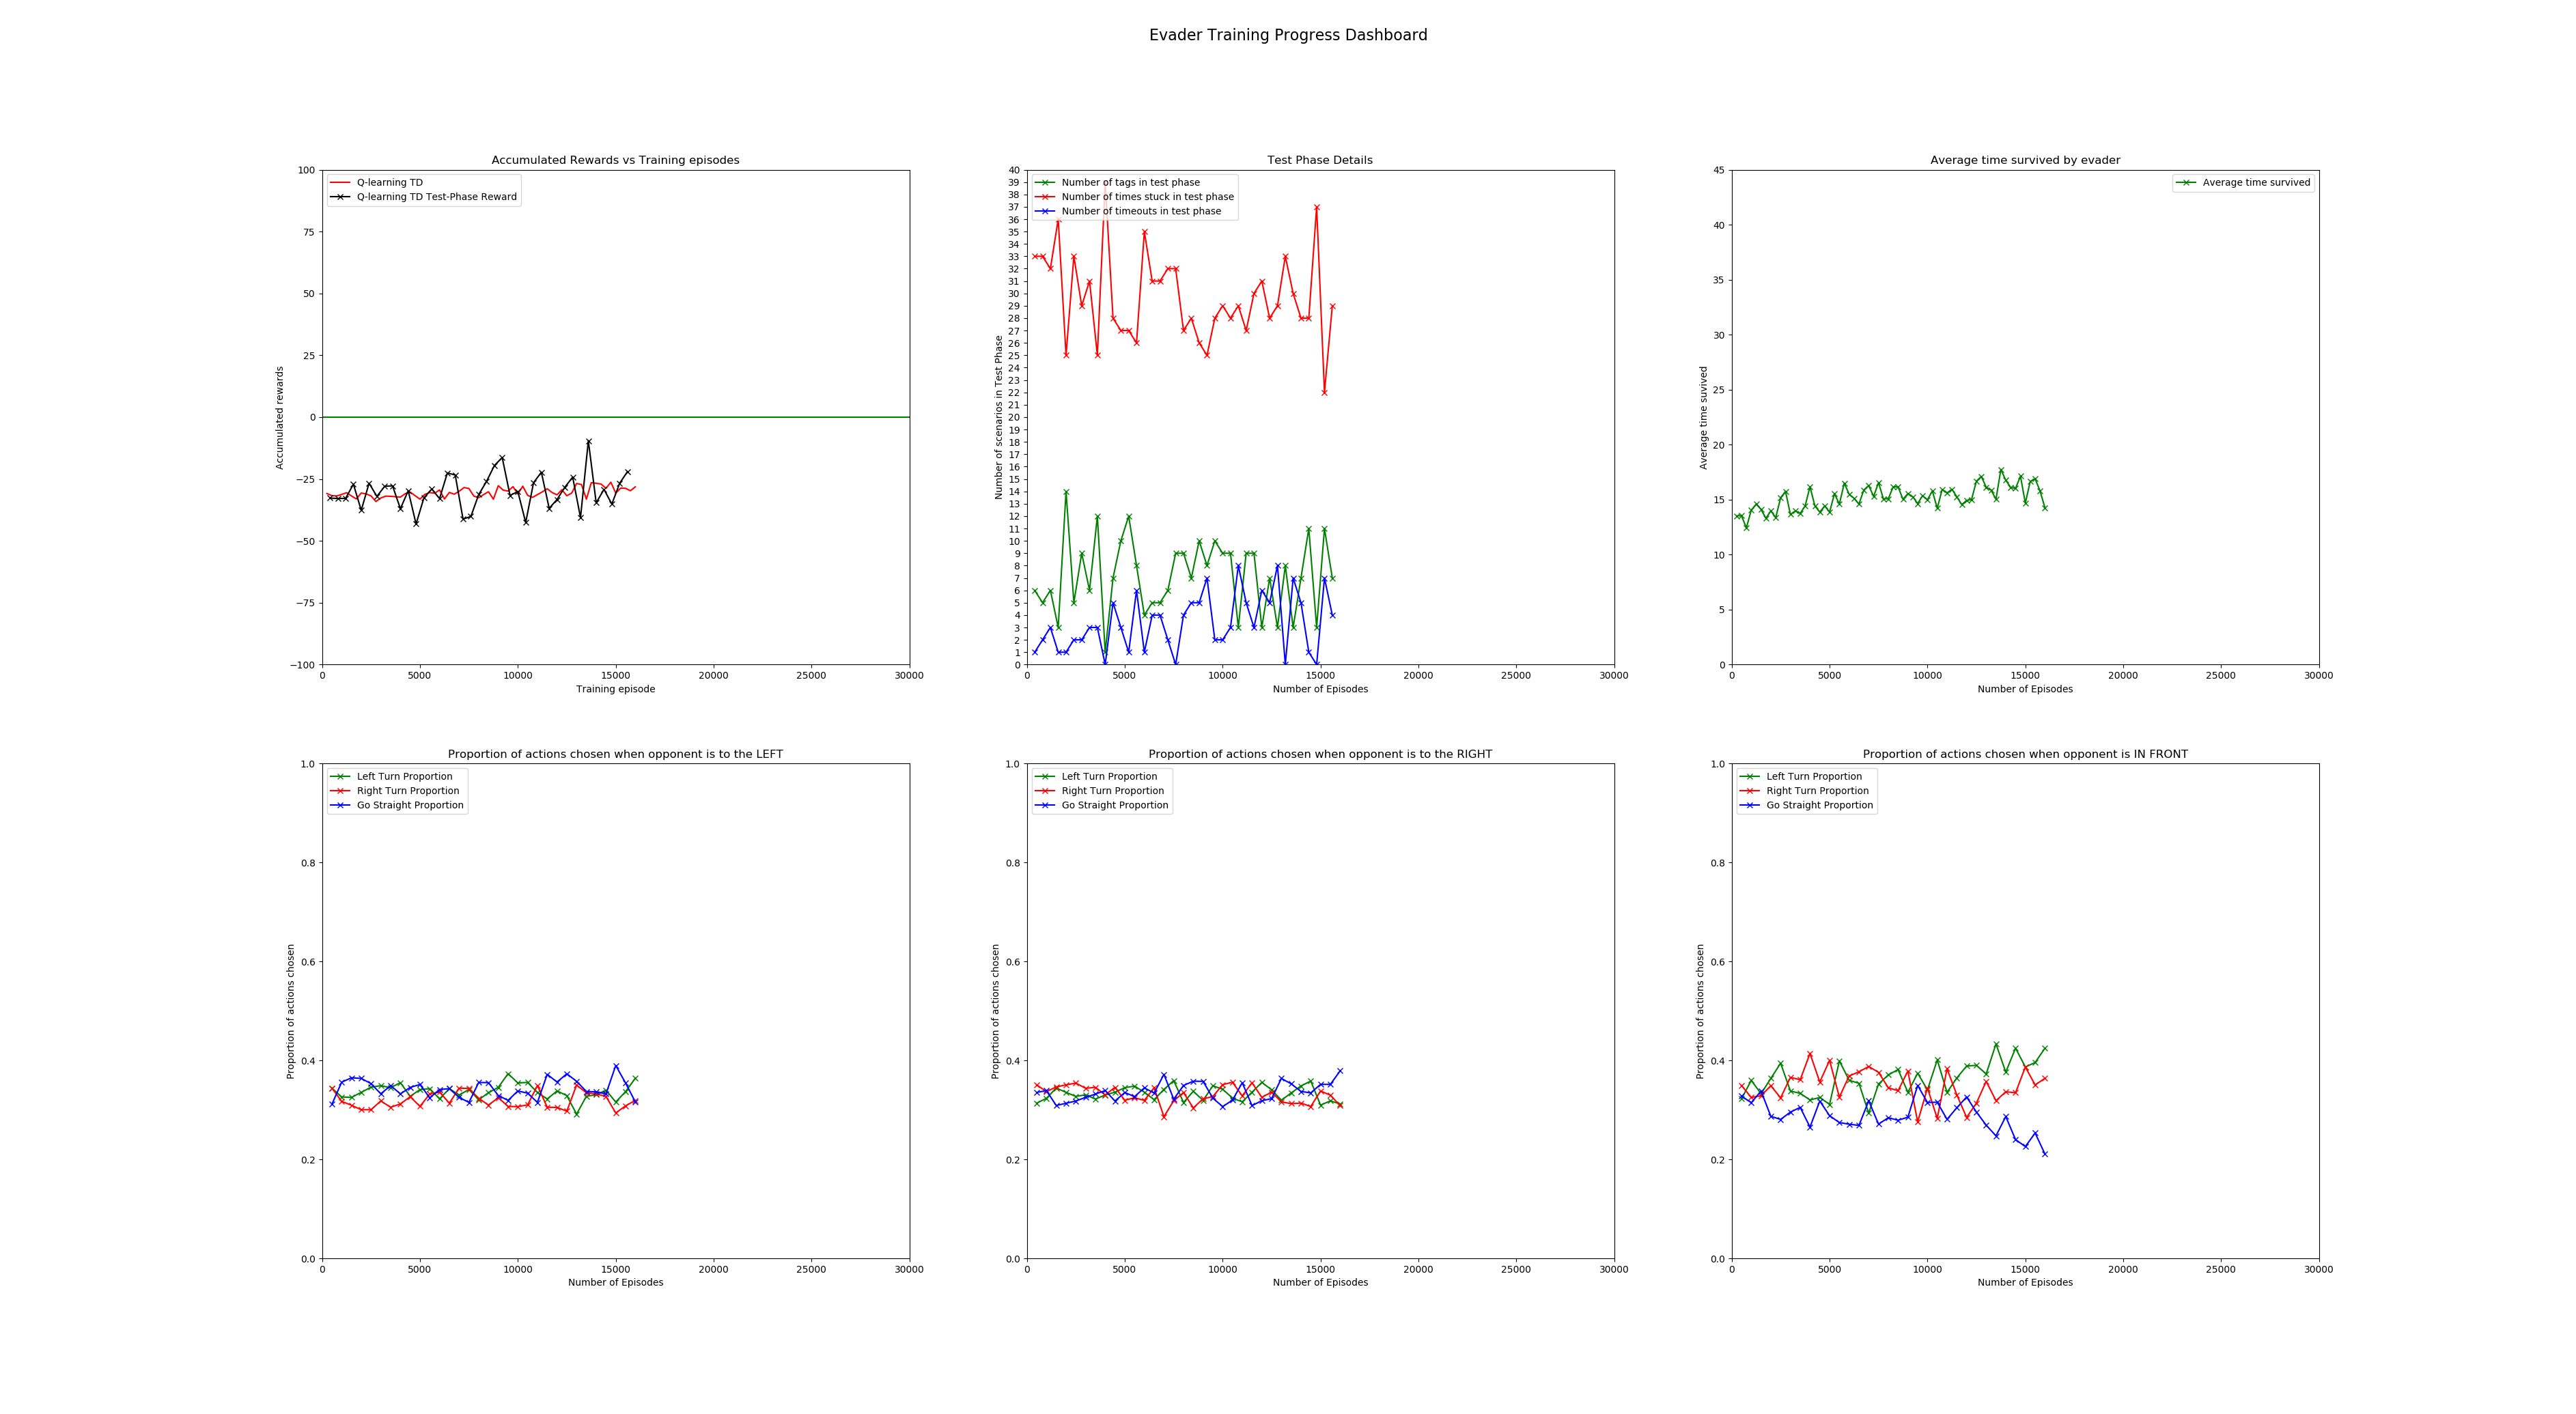 Evader Training Progress Dashboard
Accumulated Rewards vs Training episodes
Q-learning TD
Q-learning TD Test-Phase Reward
Accumulated rewards
100
75
50
25
0
−25
−50
−75
−100
0 5000 10000 15000 20000 25000 30000
Training episode
Test Phase Details
Number of tags in test phase
Number of times stuck in test phase
Number of timeouts in test phase
Number of scenarios in Test Phase
40
39
38
37
36
35
34
33
32
31
30
29
28
27
26
25
24
23
22
21
20
19
18
17
16
15
14
13
12
11
10
9
8
7
6
5
4
3
2
1
0
0 5000 10000 15000 20000 25000 30000
Number of Episodes
Average time survived by evader
Average time survived
Average time suvived
45
40
35
30
25
20
15
10
5
0
0 5000 10000 15000 20000 25000 30000
Number of Episodes
Proportion of actions chosen when opponent is to the LEFT
Left Turn Proportion
Right Turn Proportion
Go Straight Proportion
Proportion of actions chosen
1.0
0.8
0.6
0.4
0.2
0.0
0 5000 10000 15000 20000 25000 30000
Number of Episodes
Proportion of actions chosen when opponent is to the RIGHT
Left Turn Proportion
Right Turn Proportion
Go Straight Proportion
Proportion of actions chosen
1.0
0.8
0.6
0.4
0.2
0.0
0 5000 10000 15000 20000 25000 30000
Number of Episodes
Proportion of actions chosen when opponent is IN FRONT
Left Turn Proportion
Right Turn Proportion
Go Straight Proportion
Proportion of actions chosen
1.0
0.8
0.6
0.4
0.2
0.0
0 5000 10000 15000 20000 25000 30000
Number of Episodes